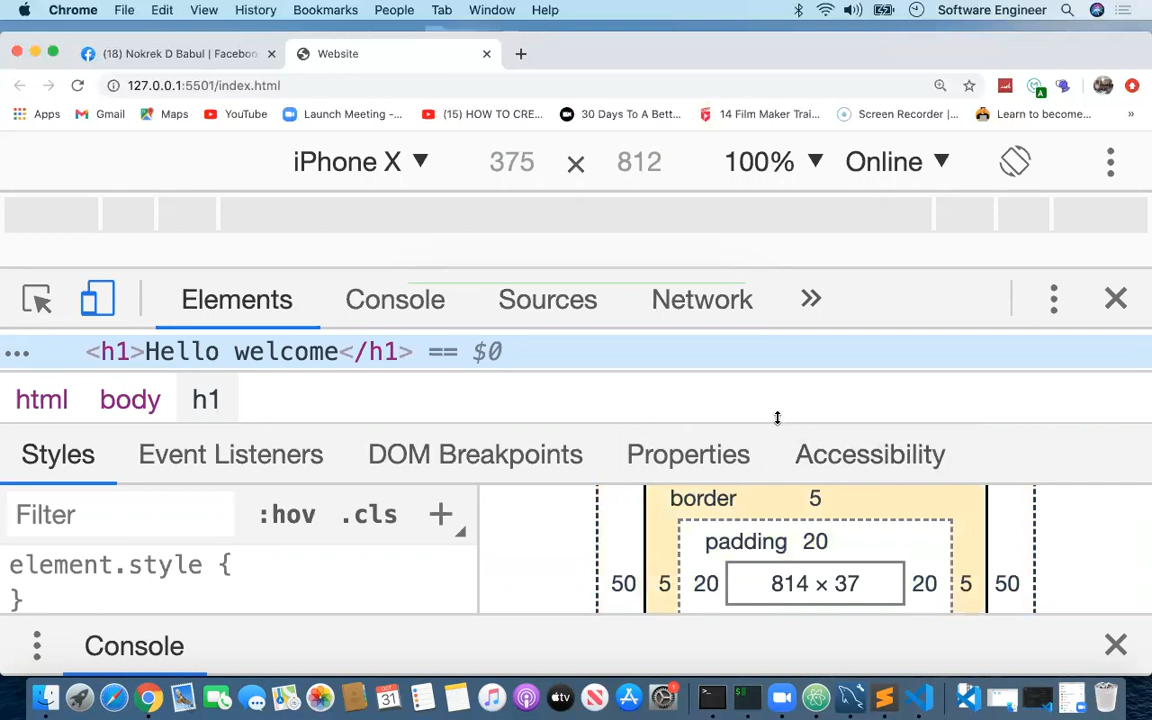 Chrome File Edit View History Bookmarks People Tab Window Help Software Engineer
(18) Nokrek D Babul | Faceboo Website
127.0.0.1:5501/index.html
Apps Gmail Maps YouTube Launch Meeting -... (15) HOW TO CRE... 30 Days To A Bett... 14 Film Maker Trai... Screen Recorder |... Learn to become... »
iPhone X ▼ 375 × 812 100% ▼ Online ▼
Elements Console Sources Network »
... <h1>Hello welcome</h1> == $0
html body h1
Styles Event Listeners DOM Breakpoints Properties Accessibility
Filter :hov .cls +
border 5
element.style {
padding 20
50 5 20 814 × 37 20 5 50
}
Console